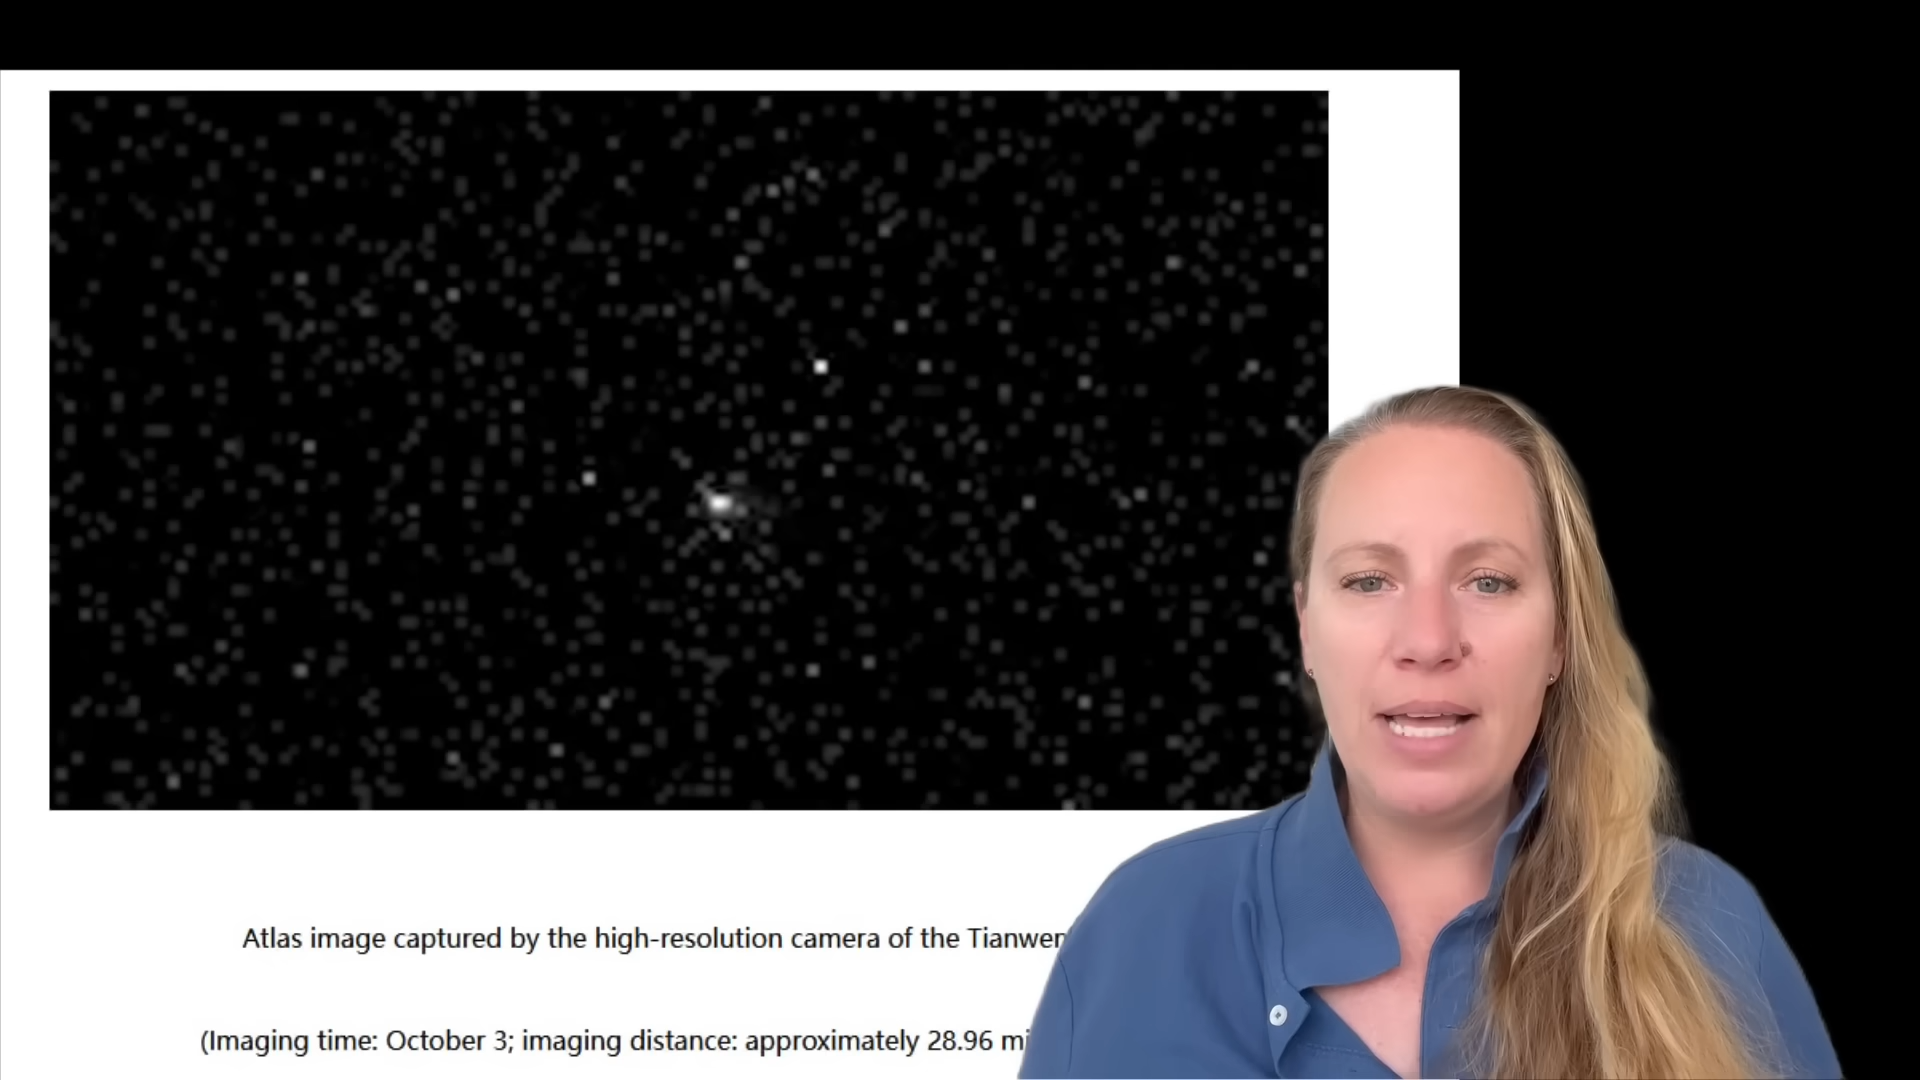 Atlas image captured by the high-resolution camera of the
(Imaging time: October 3; imaging distance: approximately 28.96